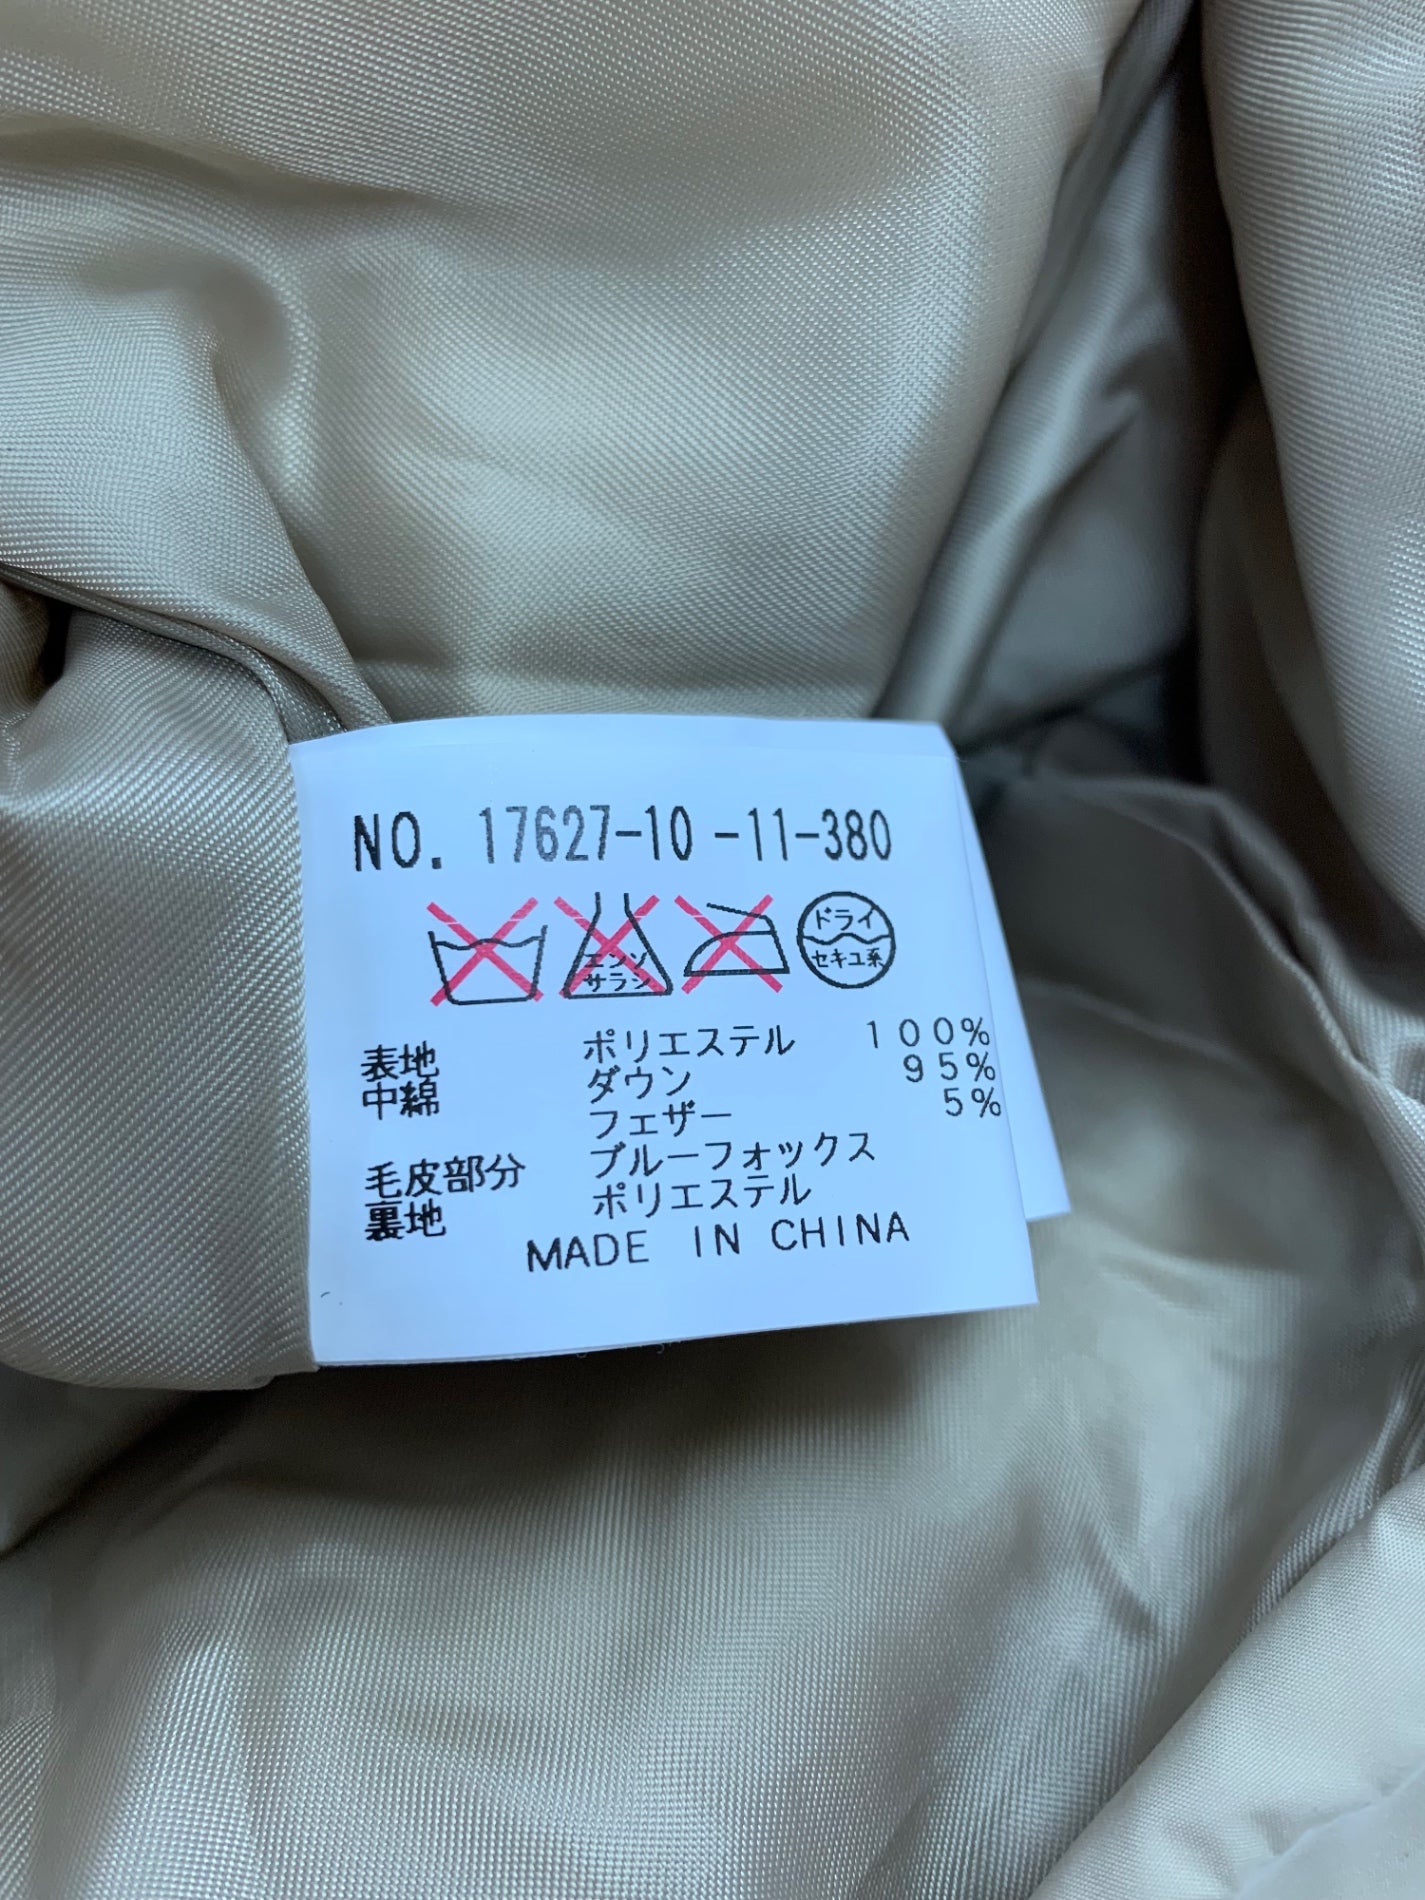 NO. 17627-10 -11-380
エンソ
サラシ
ドライ
セキユ系
表地 ポリエステル 100%
中綿 ダウン 95%
フェザー 5%
毛皮部分 ブルーフォックス
裏地 ポリエステル
MADE IN CHINA